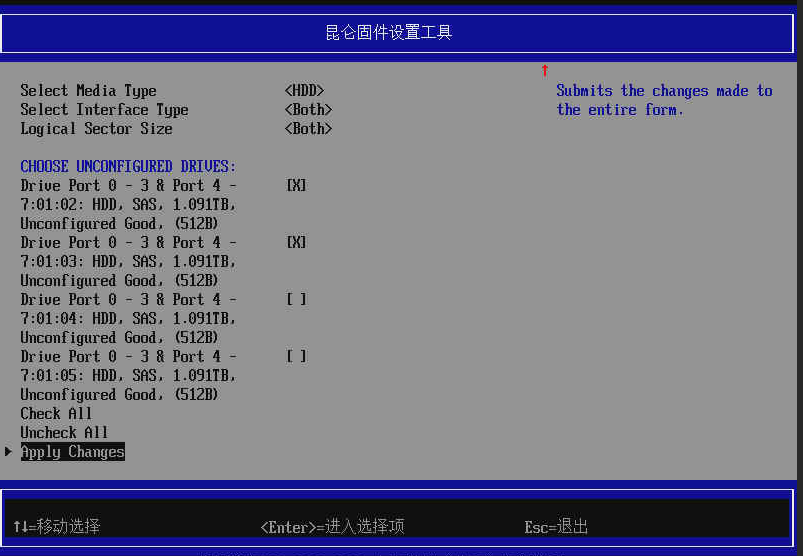 昆仑固件设置工具
↑
Select Media Type <HDD> Submits the changes made to
Select Interface Type <Both> the entire form.
Logical Sector Size <Both>
CHOOSE UNCONFIGURED DRIVES:
Drive Port 0 - 3 & Port 4 - [X]
7:01:02: HDD, SAS, 1.091TB,
Unconfigured Good, (512B)
Drive Port 0 - 3 & Port 4 - [X]
7:01:03: HDD, SAS, 1.091TB,
Unconfigured Good, (512B)
Drive Port 0 - 3 & Port 4 - [ ]
7:01:04: HDD, SAS, 1.091TB,
Unconfigured Good, (512B)
Drive Port 0 - 3 & Port 4 - [ ]
7:01:05: HDD, SAS, 1.091TB,
Unconfigured Good, (512B)
Check All
Uncheck All
Apply Changes
↑↓=移动选择 <Enter>=进入选择项 Esc=退出